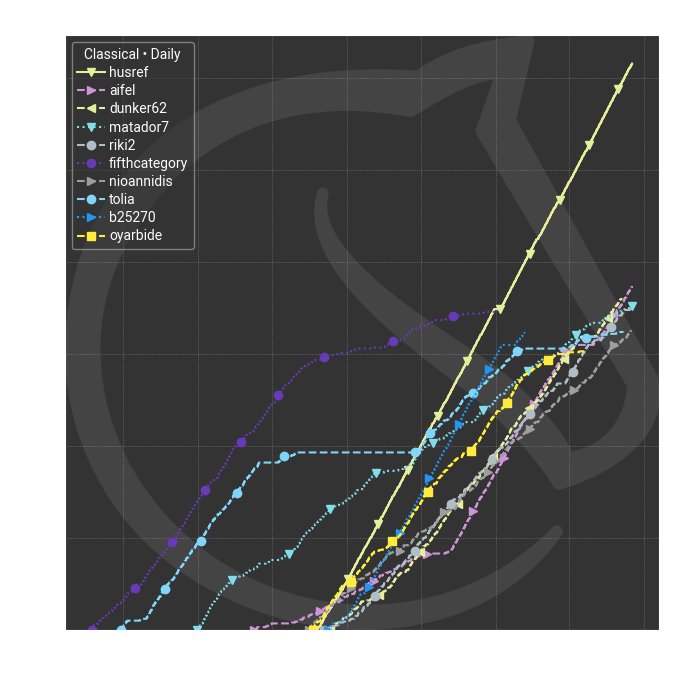 Classical • Daily
husref
aifel
dunker62
matador7
riki2
fifthcategory
nioannidis
tolia
b25270
oyarbide